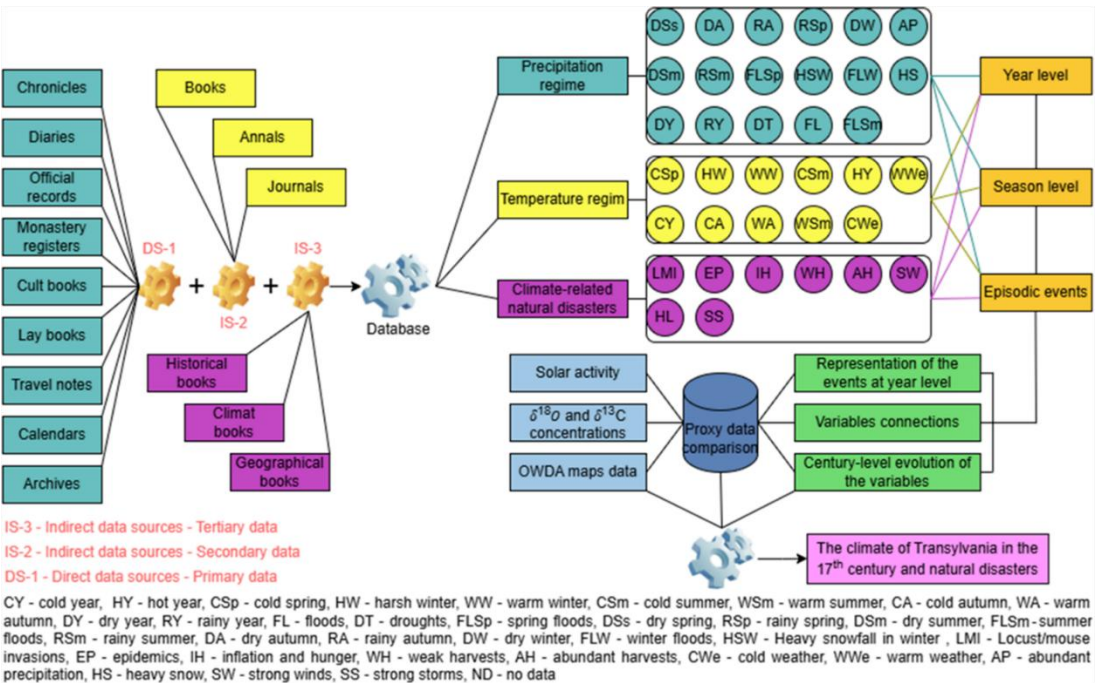 Chronicles
Diaries
Official
records
Monastery
registers
Cult books
Lay books
Travel notes
Calendars
Archives
Books
Annals
Journals
DS-1
+
IS-2
+
IS-3
Historical
books
Climat
books
Geographical
books
Database
Precipitation
regime
Temperature regim
Climate-related
natural disasters
DSs DA RA RSp DW AP
DSm RSm FLSp HSW FLW HS
DY RY DT FL FLSm
CSp HW WW CSm HY WWe
CY CA WA WSm CWe
LMI EP IH WH AH SW
HL SS
Year level
Season level
Episodic events
Solar activity
δ18O and δ13C
concentrations
OWDA maps data
Proxy data
comparison
Representation of the
events at year level
Variables connections
Century-level evolution of
the variables
The climate of Transylvania in the
17th century and natural disasters
IS-3 - Indirect data sources - Tertiary data
IS-2 - Indirect data sources - Secondary data
DS-1 - Direct data sources - Primary data
CY - cold year, HY - hot year, CSp - cold spring, HW - harsh winter, WW - warm winter, CSm - cold summer, WSm - warm summer, CA - cold autumn, WA - warm
autumn, DY - dry year, RY - rainy year, FL - floods, DT - droughts, FLSp - spring floods, DSs - dry spring, RSp - rainy spring, DSm - dry summer, FLSm - summer
floods, RSm - rainy summer, DA - dry autumn, RA - rainy autumn, DW - dry winter, FLW - winter floods, HSW - Heavy snowfall in winter , LMI - Locust/mouse
invasions, EP - epidemics, IH - inflation and hunger, WH - weak harvests, AH - abundant harvests, CWe - cold weather, WWe - warm weather, AP - abundant
precipitation, HS - heavy snow, SW - strong winds, SS - strong storms, ND - no data